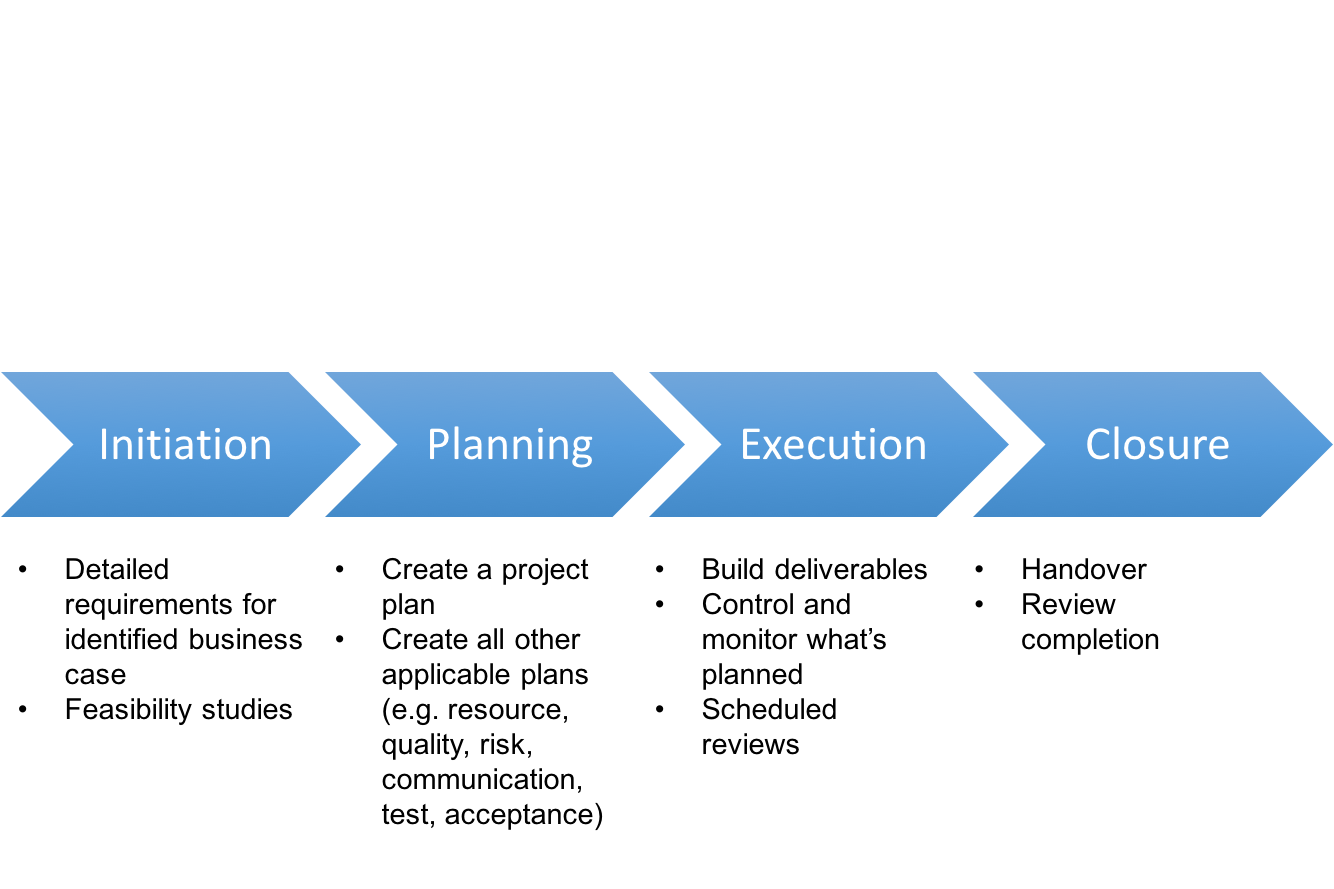 Initiation
Planning
Execution
Closure
• Detailed
requirements for
identified business
case
• Feasibility studies
• Create a project
plan
• Create all other
applicable plans
(e.g. resource,
quality, risk,
communication,
test, acceptance)
• Build deliverables
• Control and
monitor what’s
planned
• Scheduled
reviews
• Handover
• Review
completion